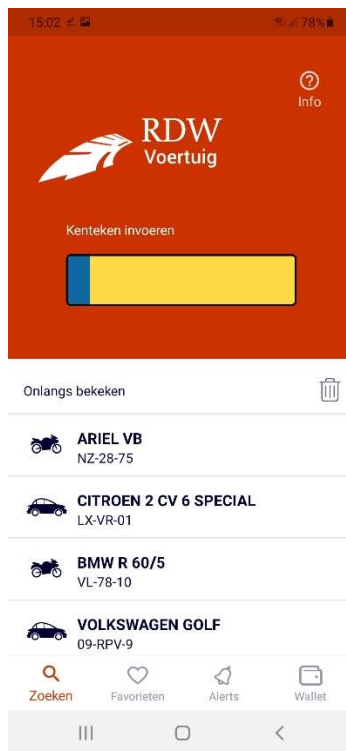 15:02
78%
Info
RDW
Voertuig
Kenteken invoeren
Onlangs bekeken
ARIEL VB
NZ-28-75
CITROEN 2 CV 6 SPECIAL
LX-VR-01
BMW R 60/5
VL-78-10
VOLKSWAGEN GOLF
09-RPV-9
Zoeken Favorieten Alerts Wallet